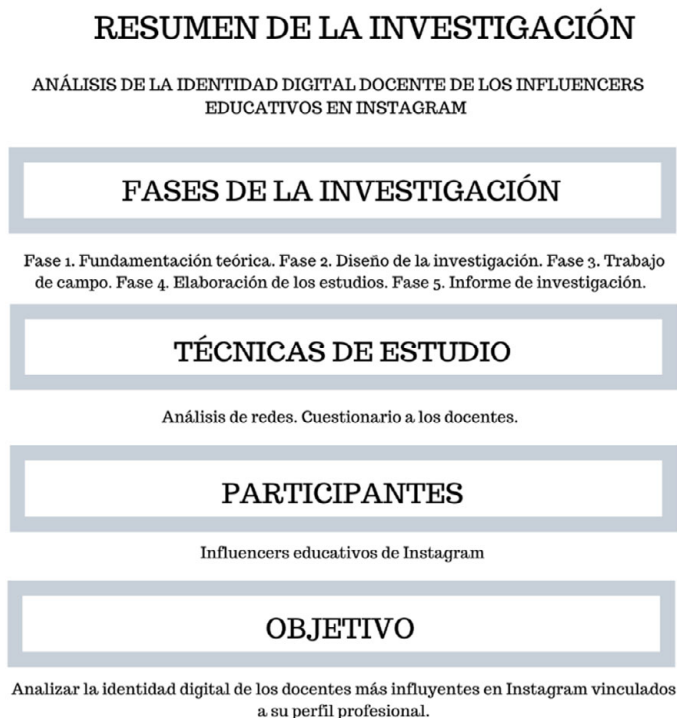 RESUMEN DE LA INVESTIGACIÓN
ANÁLISIS DE LA IDENTIDAD DIGITAL DOCENTE DE LOS INFLUENCERS
EDUCATIVOS EN INSTAGRAM
FASES DE LA INVESTIGACIÓN
Fase 1. Fundamentación teórica. Fase 2. Diseño de la investigación. Fase 3. Trabajo
de campo. Fase 4. Elaboración de los estudios. Fase 5. Informe de investigación.
TÉCNICAS DE ESTUDIO
Análisis de redes. Cuestionario a los docentes.
PARTICIPANTES
Influencers educativos de Instagram
OBJETIVO
Analizar la identidad digital de los docentes más influyentes en Instagram vinculados
a su perfil profesional.